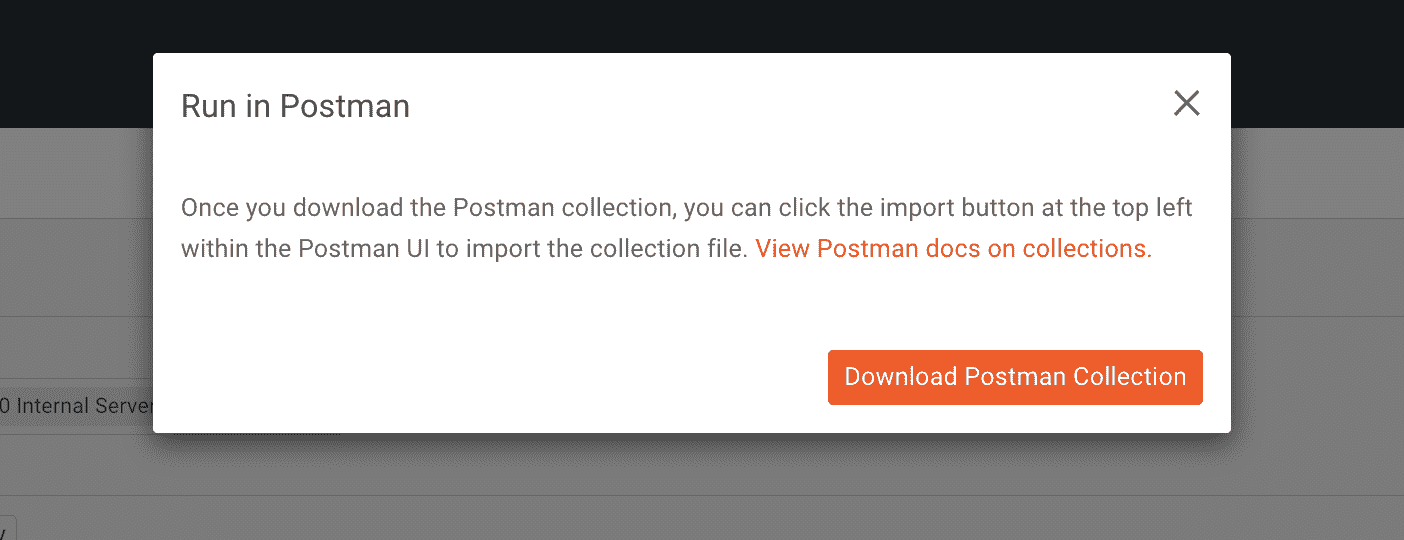 Run in Postman
Once you download the Postman collection, you can click the import button at the top left
within the Postman UI to import the collection file. View Postman docs on collections.
Download Postman Collection
0 Internal Server